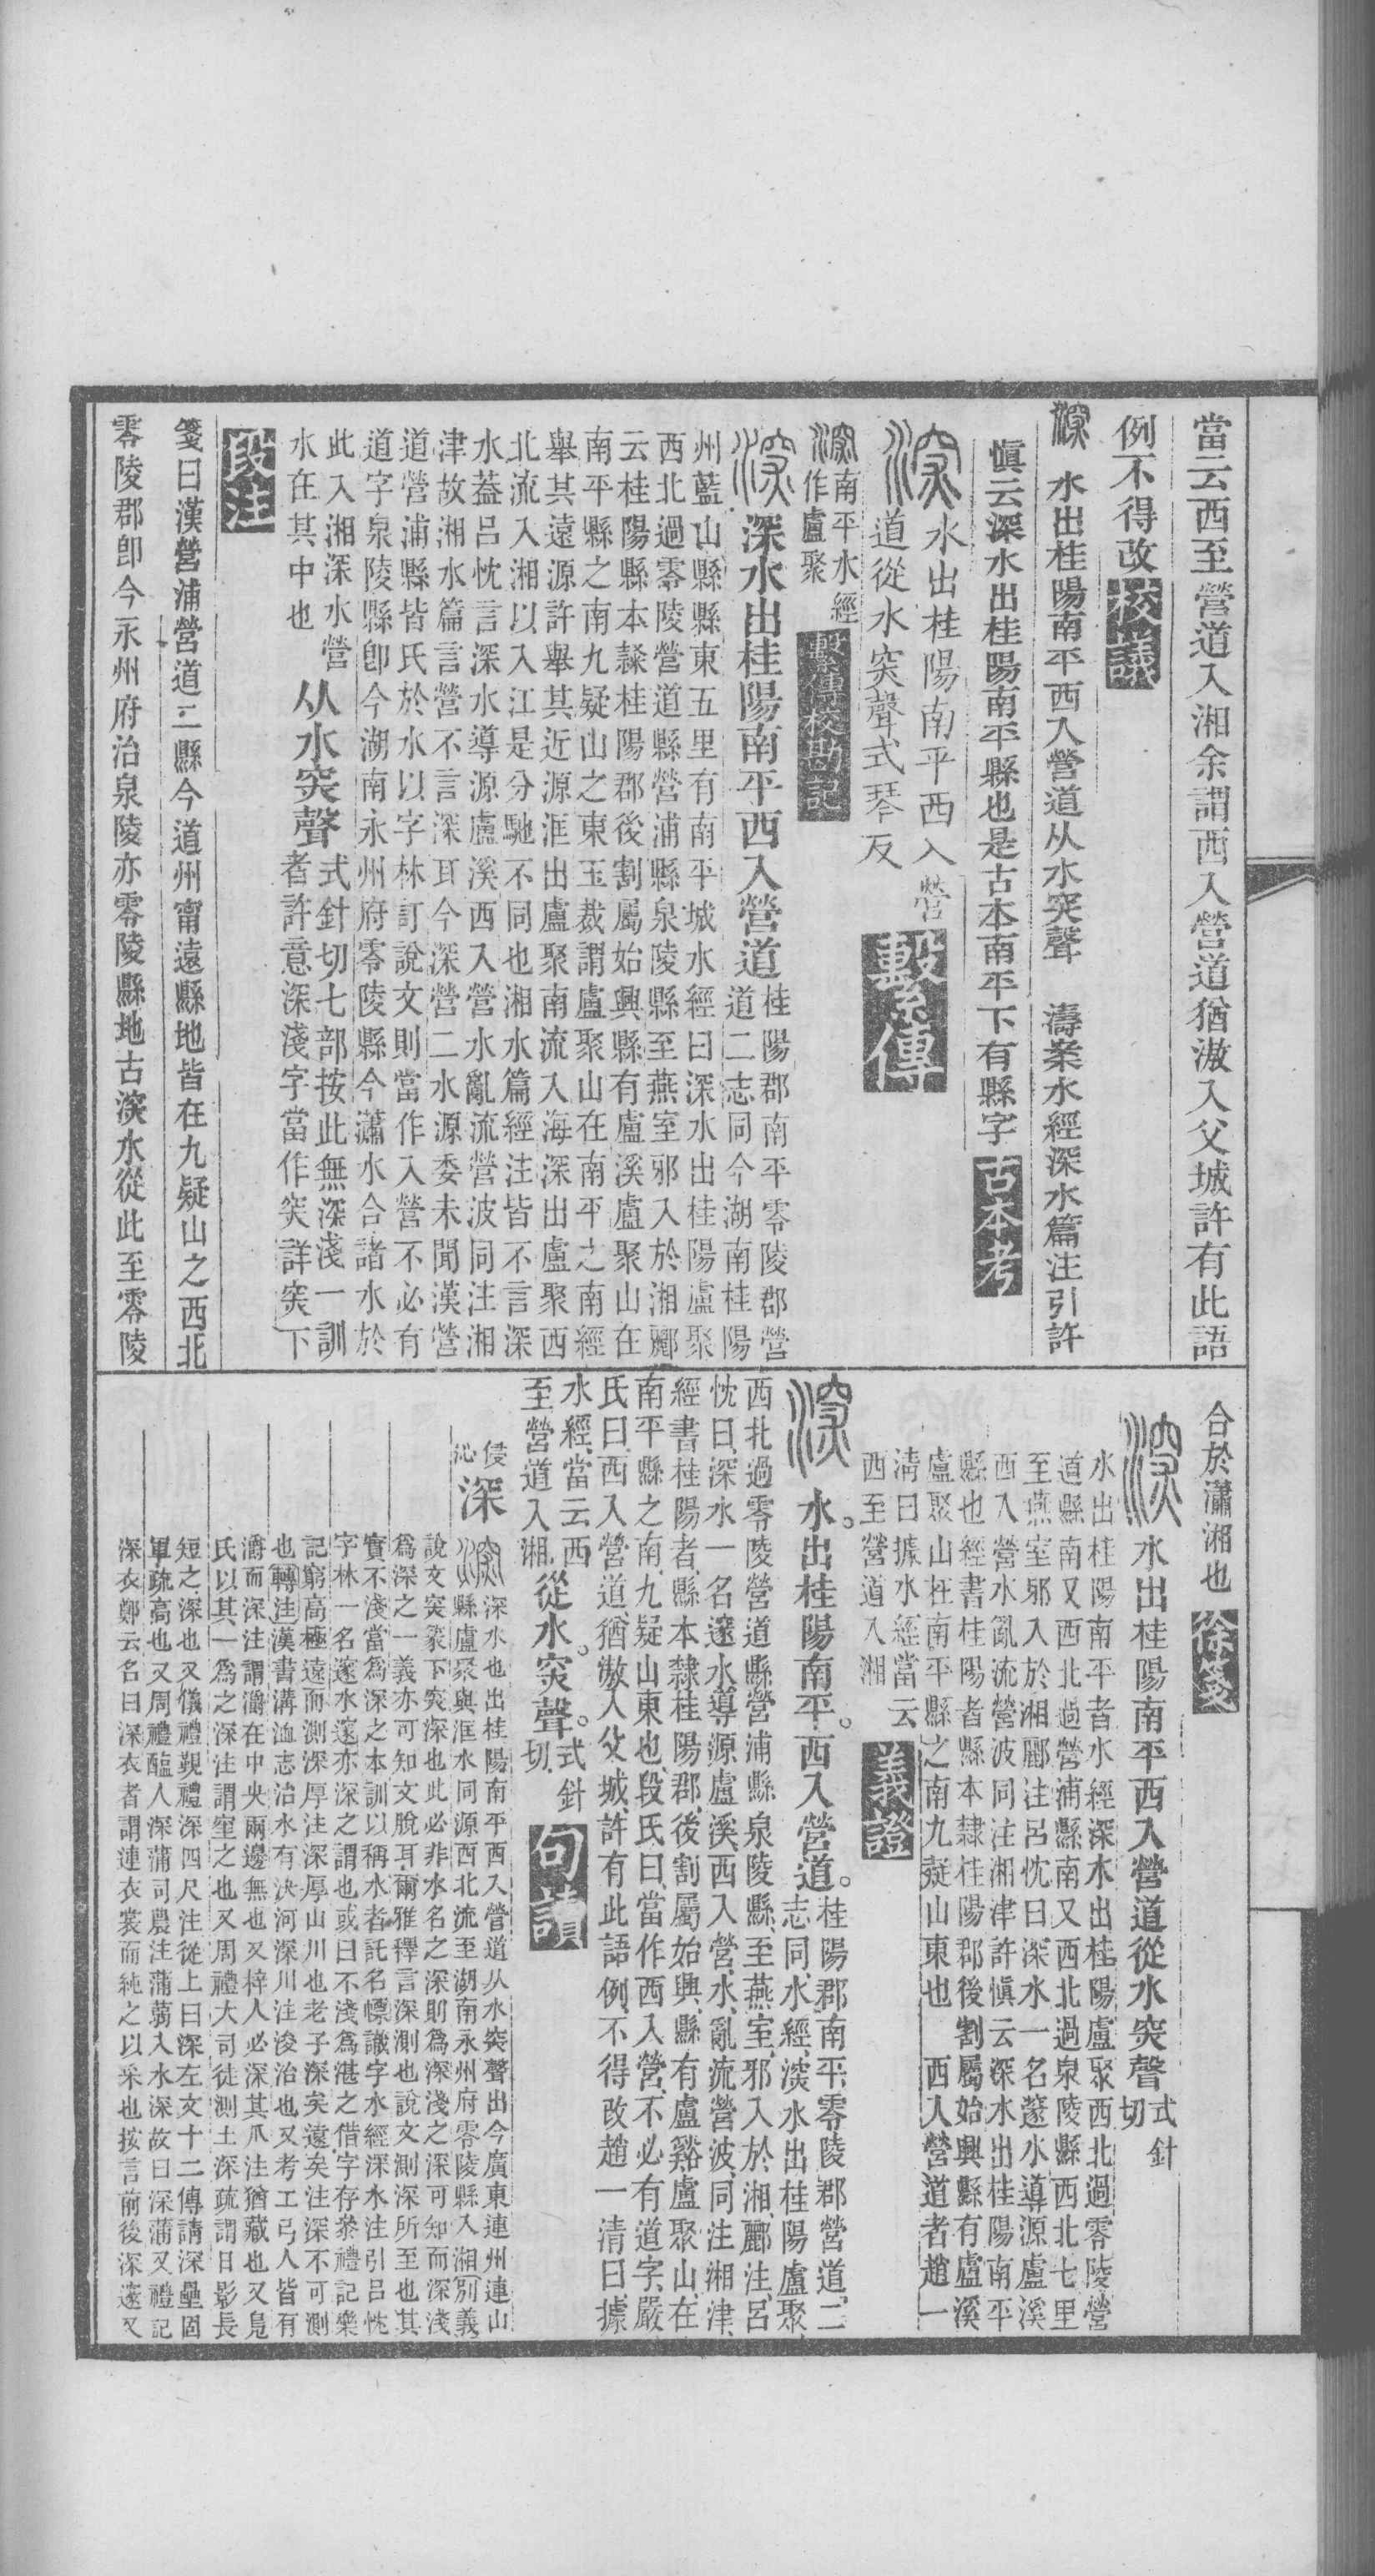 當云西至營道入湘余謂西入營道猶滶入父城許有此語
例不得改校議
水出桂陽南平西入營道从水突聲 濤案水經深水篇注引許
愼云深水出桂陽南平縣也是古本南平下有縣字古本考
水出桂陽南平西入營
道從水突聲式琴反 繫傳
南平水經
作盧聚 繫傳校勘記
深水出桂陽南平西入營道 桂陽郡南平零陵郡營
道二志同今湖南桂陽
州藍山縣縣東五里有南平城水經曰深水出桂陽盧聚
西北過零陵營道縣營浦縣泉陵縣至燕室邪入於湘酈
云桂陽縣本隸桂陽郡後割屬始興縣有盧溪盧聚山在
南平縣之南九疑山之東玉裁謂盧聚山在南平之南經
舉其遠源許舉其近源洭出盧聚南流入海深出盧聚西
北流入湘以入江是分馳不同也湘水篇經注皆不言深
水葢呂忱言深水導源盧溪西入營水亂流營波同注湘
津故湘水篇言營不言深耳今深營二水源委未聞漢營
道營浦縣皆氏於水以字林訂說文則當作入營不必有
道字泉陵縣卽今湖南永州府零陵縣今瀟水合諸水於
此入湘深水營
水在其中也 从水突聲 式針切七部按此無深淺一訓
者許意深淺字當作突詳突下
段注
箋曰漢營浦營道二縣今道州甯遠縣地皆在九疑山之西北
零陵郡卽今永州府治泉陵亦零陵縣地古深水從此至零陵
合於瀟湘也徐箋
水出桂陽南平西入營道從水突聲 式針
切
水出桂陽南平者水經深水出桂陽盧聚西北過零陵營
道縣南又西北過營浦縣南又西北過泉陵縣西北七里
至燕室邪入於湘酈注呂忱曰深水一名邃水導源盧溪
西入營水亂流營波同注湘津許愼云深水出桂陽南平
縣也經書桂陽者縣本隸桂陽郡後割屬始興縣有盧溪
盧聚山在南平縣之南九疑山東也 西入營道者趙一
淸曰據水經當云
西至營道入湘 義證
水。出桂陽南平。西入營道。桂陽郡南平、零陵郡營道、二
志同、水經、深水出桂陽盧聚、
西北過零陵營道縣營浦縣泉陵縣、至燕室、邪入於湘、酈注、呂
忱曰、深水一名邃水、導源盧溪、西入營水、亂流營波、同注湘津、
經書桂陽者、縣本隸桂陽郡、後割屬始興、縣有盧谿盧聚山、在
南平縣之南、九疑山東也、段氏曰、當作西入營、不必有道字、嚴
氏曰、西入營道、猶滶入父城、許有此語例、不得改、趙一清曰、據
水經、當云西
至營道入湘、從水。突聲。式針
切、 句讀
侵
沁 深 深水也出桂陽南平西入營道从水突聲出今廣東連州連山
縣盧聚與洭水同源西北流至湖南永州府零陵縣入湘別義
說文突篆下突深也此必非水名之深則爲深淺之深可知而深淺
爲深之一義亦可知文脫耳爾雅釋言深測也說文測深所至也其
實不淺當爲深之本訓以稱水者託名幖識字水經深水注引呂忱
字林一名邃水邃亦深之謂也或曰不淺爲湛之借字存參禮記樂
記窮高極遠而測深厚注深厚山川也老子深矣遠矣注深不可測
也轉注漢書溝洫志治水有決河深川注浚治也又考工弓人皆有
灂而深注謂灂在中央兩邊無也又梓人必深其爪注猶藏也又鳧
氏以其一爲之深注謂窐之也又周禮大司徒測土深疏謂日影長
短之深也又儀禮覲禮深四尺注從上曰深左文十二傳請深壘固
軍疏高也又周禮醢人深蒲司農注蒲蒻入水深故曰深蒲又禮記
深衣鄭云名曰深衣者謂連衣裳而純之以采也按言前後深邃又